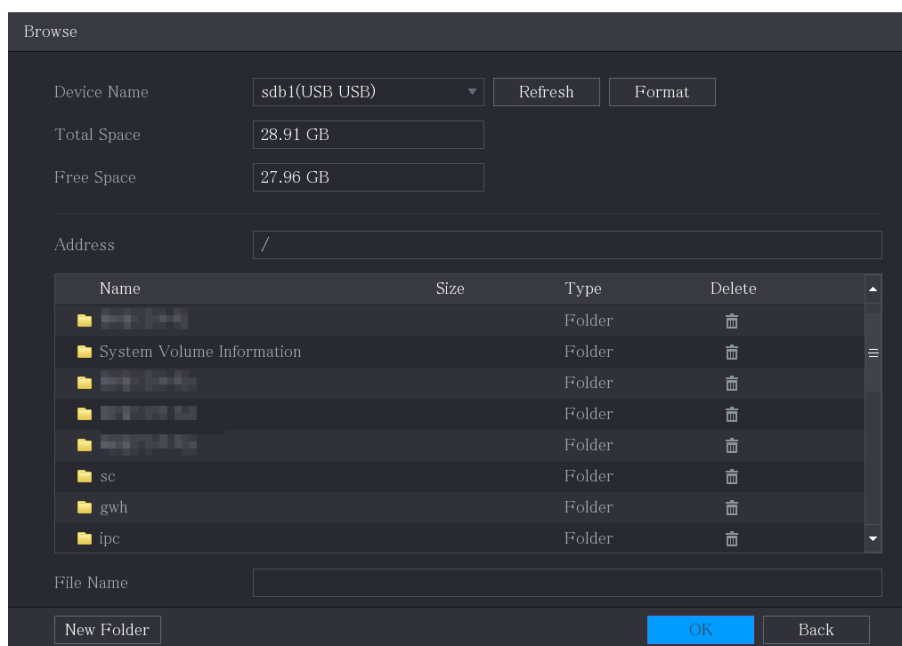 Browse
Device Name sdb1(USB USB) Refresh Format
Total Space 28.91 GB
Free Space 27.96 GB
Address /
Name Size Type Delete
Folder
System Volume Information Folder
Folder
Folder
Folder
sc Folder
gwh Folder
ipc Folder
File Name
New Folder OK Back